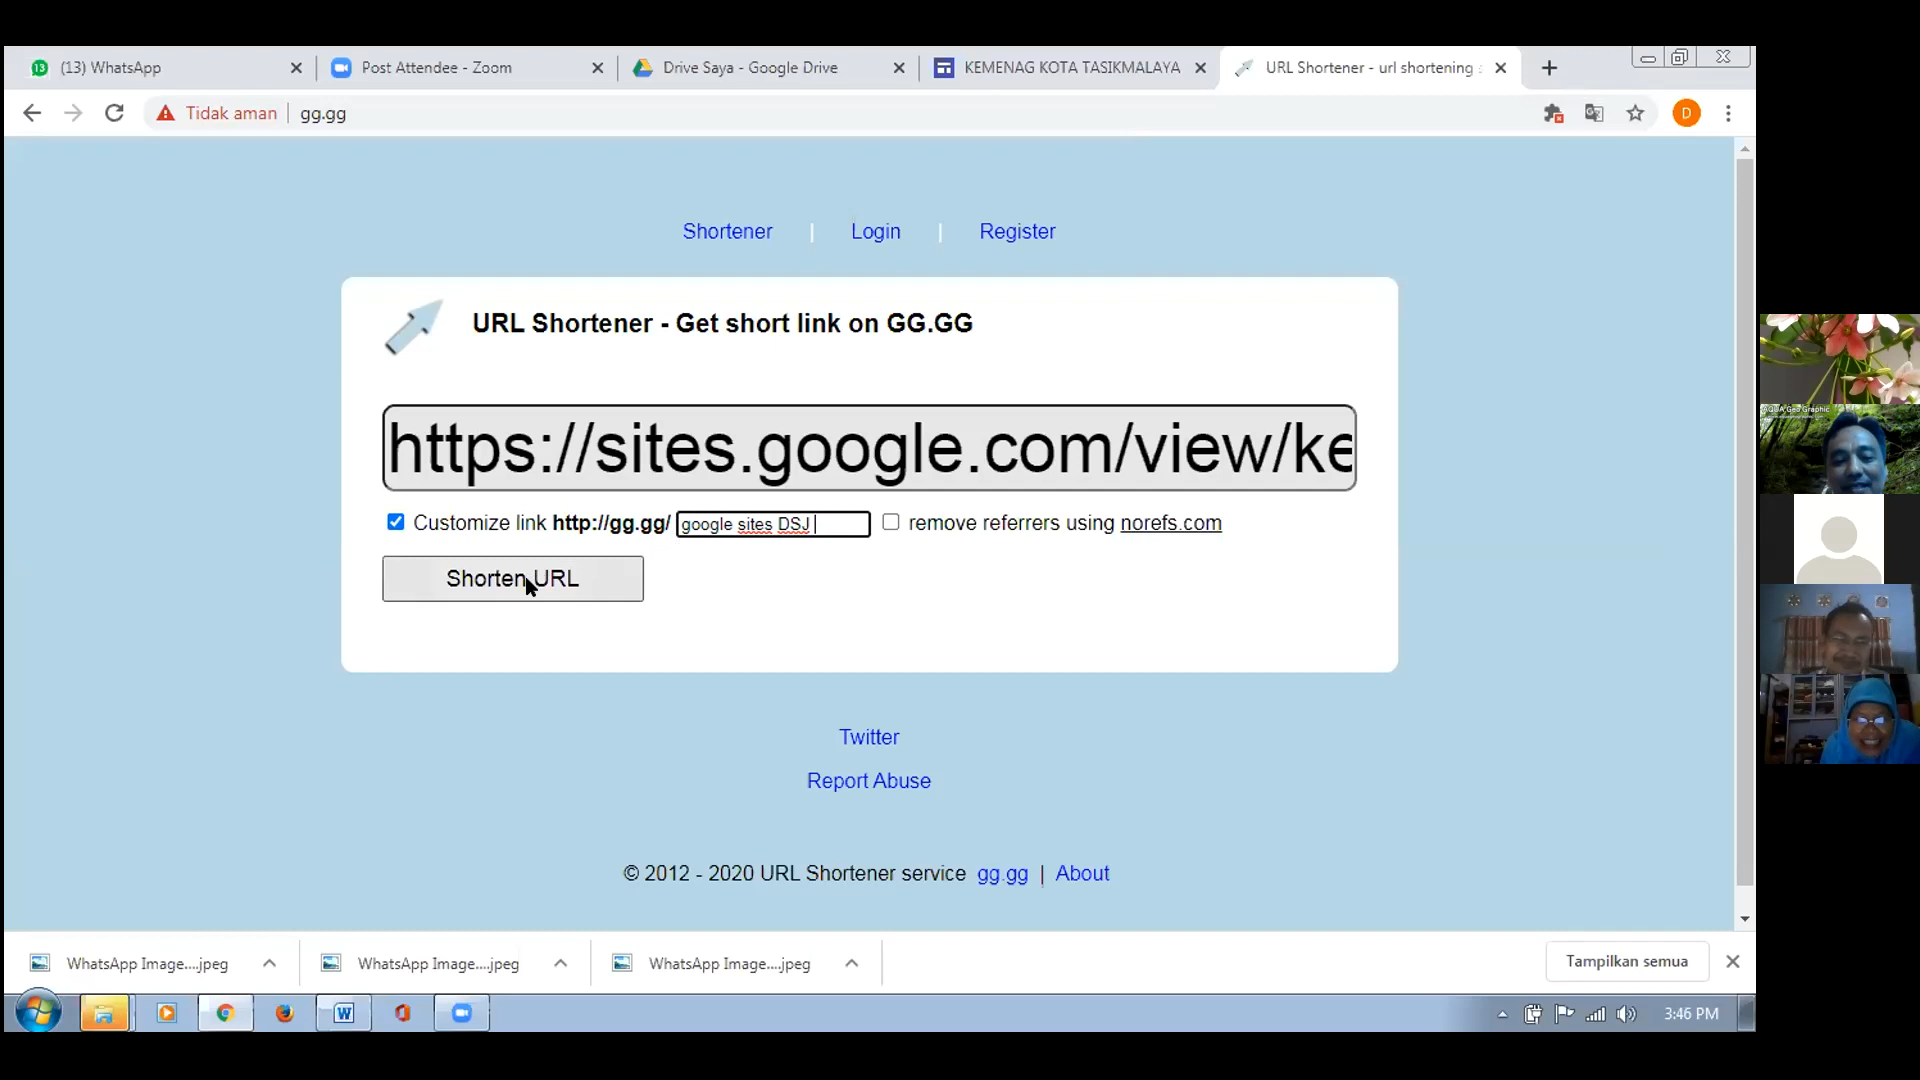 (13) WhatsApp
Post Attendee - Zoom
Drive Saya - Google Drive
KEMENAG KOTA TASIKMALAYA
URL Shortener - url shortening
Tidak aman
gg.gg
D
Shortener | Login | Register
URL Shortener - Get short link on GG.GG
https://sites.google.com/view/ke
Customize link http://gg.gg/ google sites DSJ
remove referrers using norefs.com
Shorten URL
Twitter
Report Abuse
© 2012 - 2020 URL Shortener service gg.gg | About
WhatsApp Image....jpeg
WhatsApp Image....jpeg
WhatsApp Image....jpeg
Tampilkan semua
3:46 PM